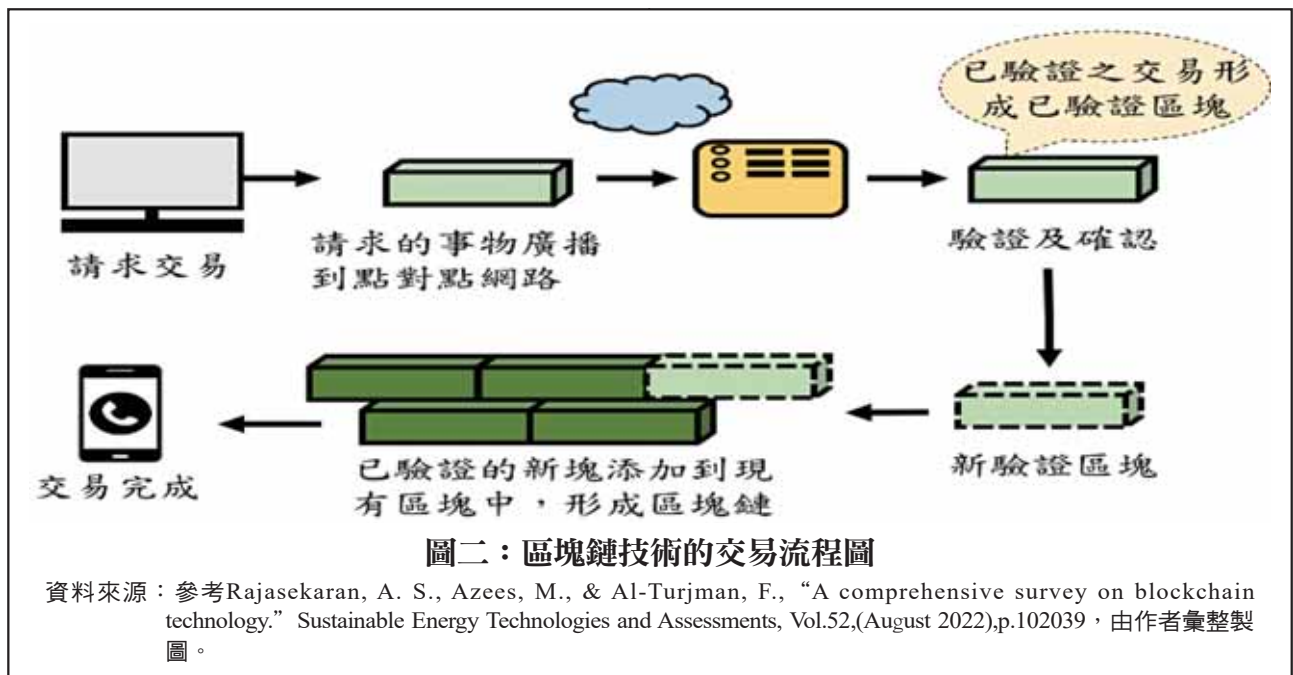 已驗證之交易形
成已驗證區塊
請求交易
請求的事物廣播
到點對點網路
驗證及確認
新驗證區塊
已驗證的新塊添加到現
有區塊中，形成區塊鏈
交易完成
圖二：區塊鏈技術的交易流程圖
資料來源：參考Rajasekaran, A. S., Azees, M., & Al-Turjman, F., “A comprehensive survey on blockchain
technology.” Sustainable Energy Technologies and Assessments, Vol.52,(August 2022),p.102039，由作者彙整製
圖。